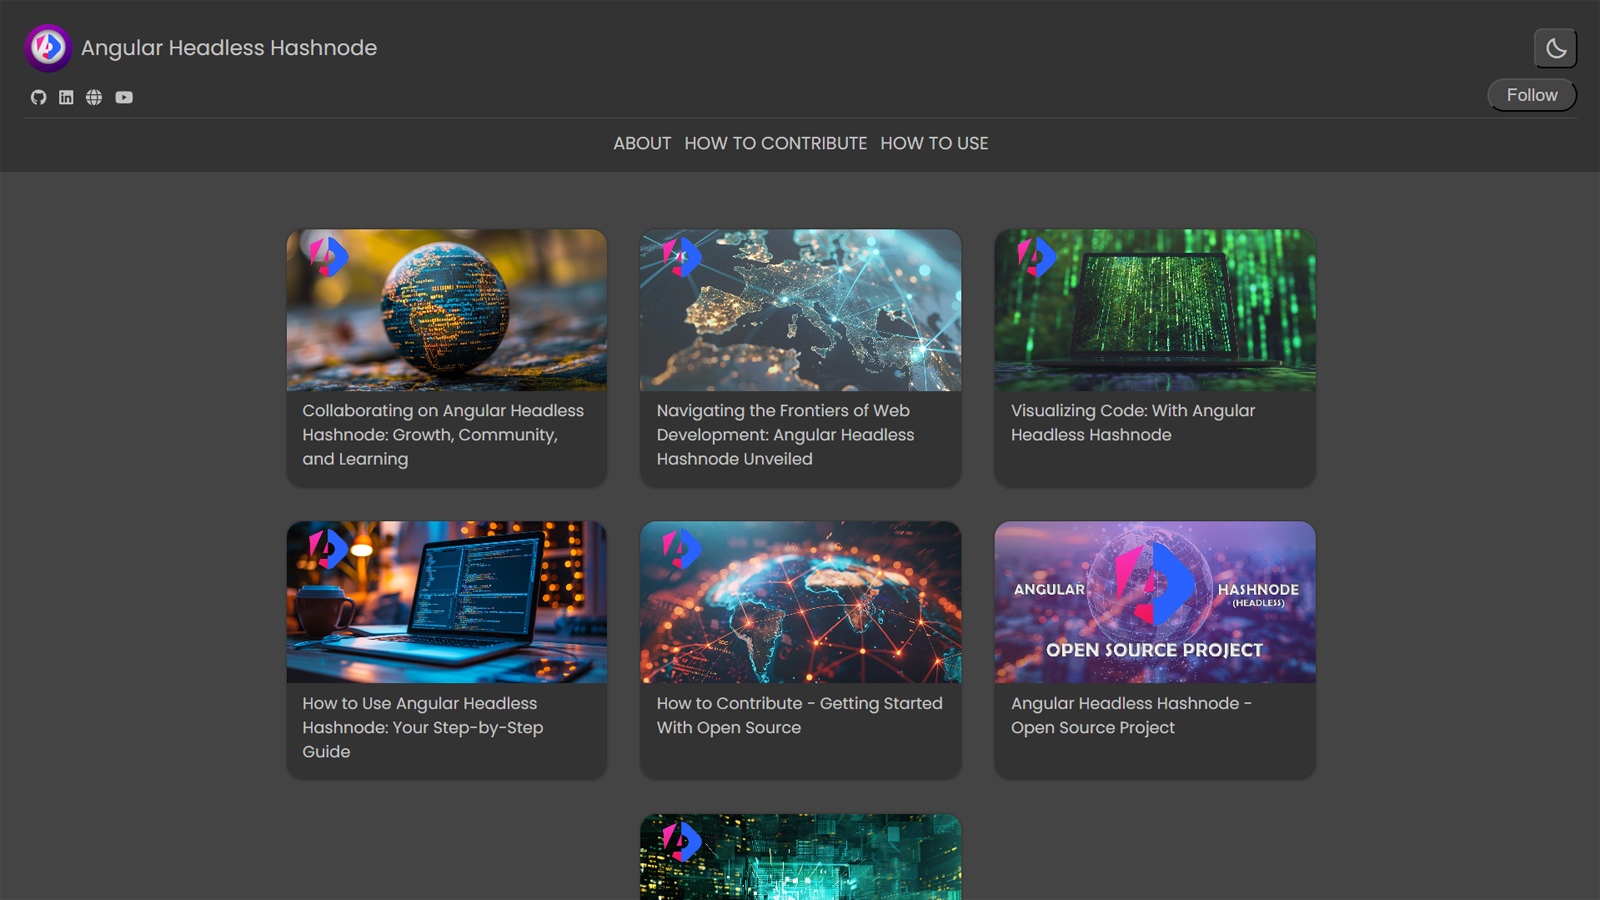 Angular Headless Hashnode
Follow
ABOUT HOW TO CONTRIBUTE HOW TO USE
Collaborating on Angular Headless
Hashnode: Growth, Community,
and Learning
Navigating the Frontiers of Web
Development: Angular Headless
Hashnode Unveiled
Visualizing Code: With Angular
Headless Hashnode
ANGULAR
HASHNODE
(HEADLESS)
OPEN SOURCE PROJECT
How to Use Angular Headless
Hashnode: Your Step-by-Step
Guide
How to Contribute - Getting Started
With Open Source
Angular Headless Hashnode -
Open Source Project